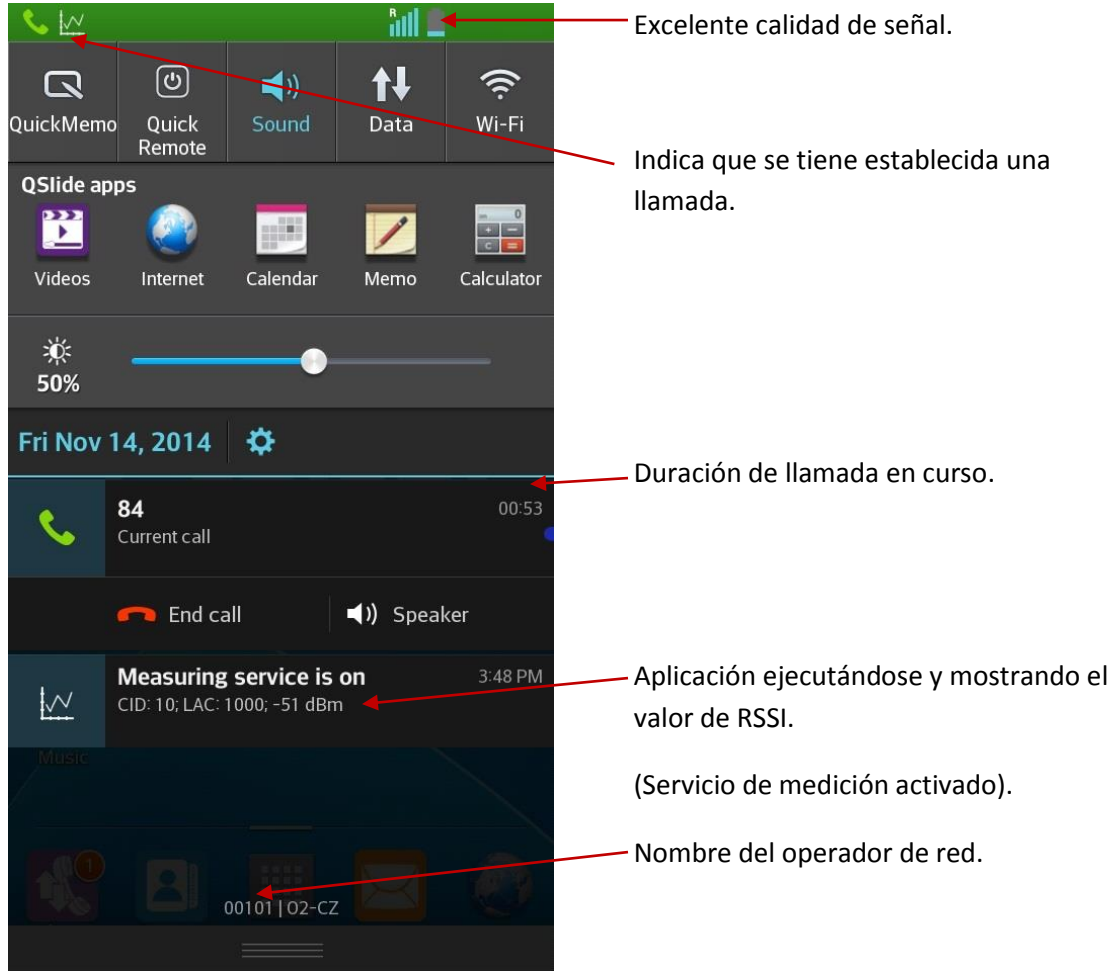 R
Excelente calidad de señal.
QuickMemo
Quick
Remote
Sound
Data
Wi-Fi
Indica que se tiene establecida una
llamada.
QSlide apps
Videos
Internet
Calendar
Memo
Calculator
50%
Fri Nov 14, 2014
Duración de llamada en curso.
84
00:53
Current call
End call
Speaker
Measuring service is on
3:48 PM
CID: 10; LAC: 1000; -51 dBm
Aplicación ejecutándose y mostrando el
valor de RSSI.
Music
(Servicio de medición activado).
Nombre del operador de red.
1
00101 | O2-CZ